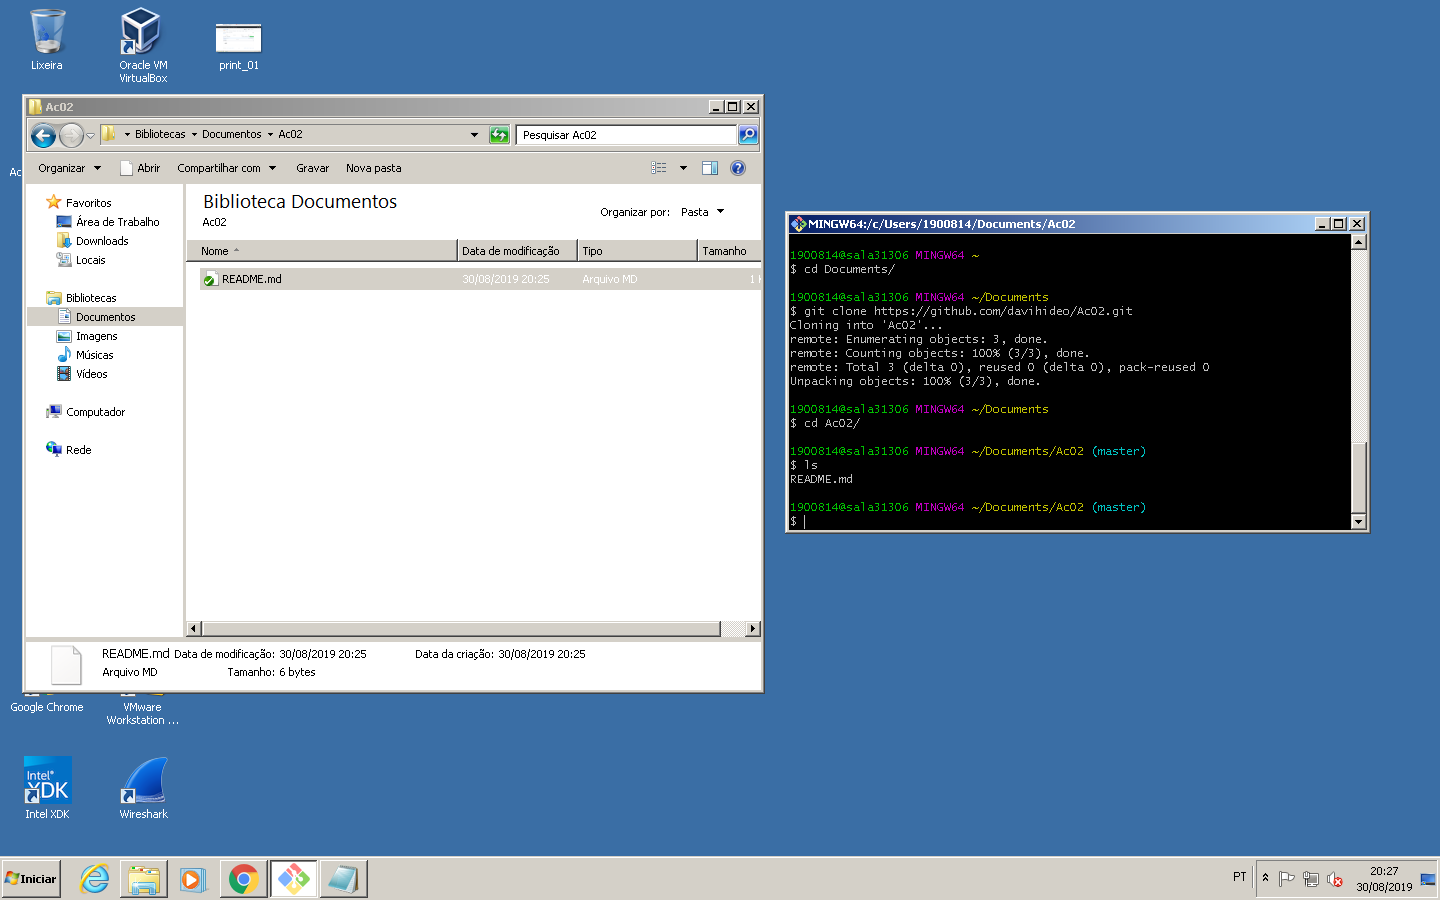 Lixeira
Oracle VM
VirtualBox
print_01
Ac02
Bibliotecas Documentos Ac02
Pesquisar Ac02
Organizar Abrir Compartilhar com Gravar Nova pasta
Favoritos
Área de Trabalho
Downloads
Locais
Bibliotecas
Documentos
Imagens
Músicas
Vídeos
Computador
Rede
Biblioteca Documentos
Ac02
Organizar por: Pasta
Nome Data de modificação Tipo Tamanho
README.md 30/08/2019 20:25 Arquivo MD 1
README.md Data de modificação: 30/08/2019 20:25 Data da criação: 30/08/2019 20:25
Arquivo MD Tamanho: 6 bytes
MINGW64:/c/Users/1900814/Documents/Ac02
1900814@sala31306 MINGW64 ~
$ cd Documents/
1900814@sala31306 MINGW64 ~/Documents
$ git clone https://github.com/davihideo/Ac02.git
Cloning into 'Ac02'...
remote: Enumerating objects: 3, done.
remote: Counting objects: 100% (3/3), done.
remote: Total 3 (delta 0), reused 0 (delta 0), pack-reused 0
Unpacking objects: 100% (3/3), done.
1900814@sala31306 MINGW64 ~/Documents
$ cd Ac02/
1900814@sala31306 MINGW64 ~/Documents/Ac02 (master)
$ ls
README.md
1900814@sala31306 MINGW64 ~/Documents/Ac02 (master)
$
Google Chrome
VMware
Workstation ...
intel
XDK
Intel XDK
Wireshark
Iniciar
PT
20:27
30/08/2019